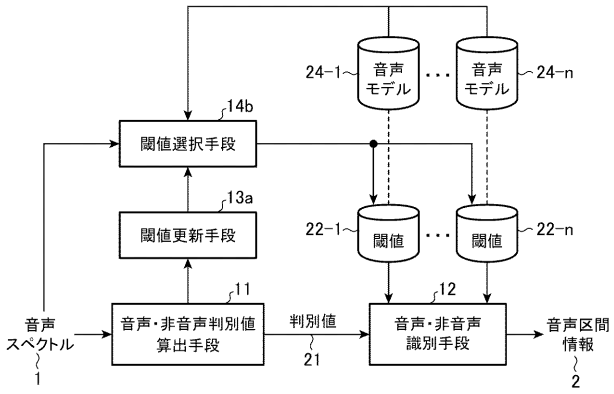 24-1
音声
モデル
...
音声
モデル
24-n
14b
閾値選択手段
13a
閾値更新手段
22-1
閾値
...
閾値
22-n
11
音声・非音声判別値
算出手段
判別値
21
12
音声・非音声
識別手段
音声
スペクトル
1
音声区間
情報
2